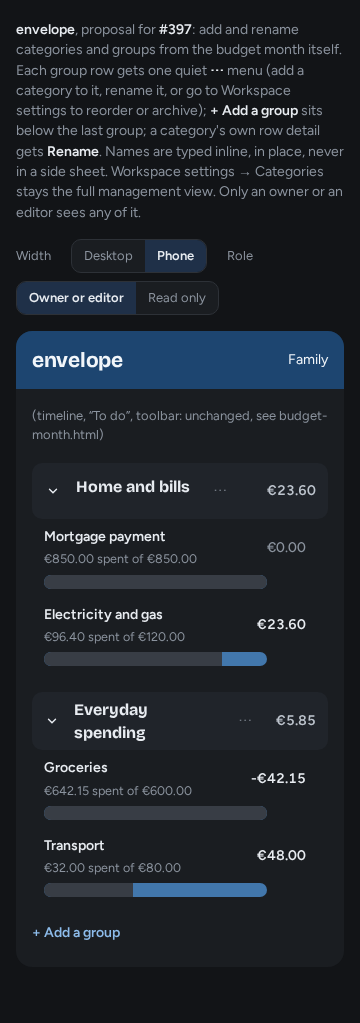 envelope, proposal for #397: add and rename
categories and groups from the budget month itself.
Each group row gets one quiet ··· menu (add a
category to it, rename it, or go to Workspace
settings to reorder or archive); + Add a group sits
below the last group; a category's own row detail
gets Rename. Names are typed inline, in place, never
in a side sheet. Workspace settings → Categories
stays the full management view. Only an owner or an
editor sees any of it.
Width Desktop Phone Role
Owner or editor Read only
envelope Family
(timeline, “To do”, toolbar: unchanged, see budget-
month.html)
Home and bills ··· €23.60
Mortgage payment €0.00
€850.00 spent of €850.00
Electricity and gas €23.60
€96.40 spent of €120.00
Everyday
spending ··· €5.85
Groceries -€42.15
€642.15 spent of €600.00
Transport €48.00
€32.00 spent of €80.00
+ Add a group